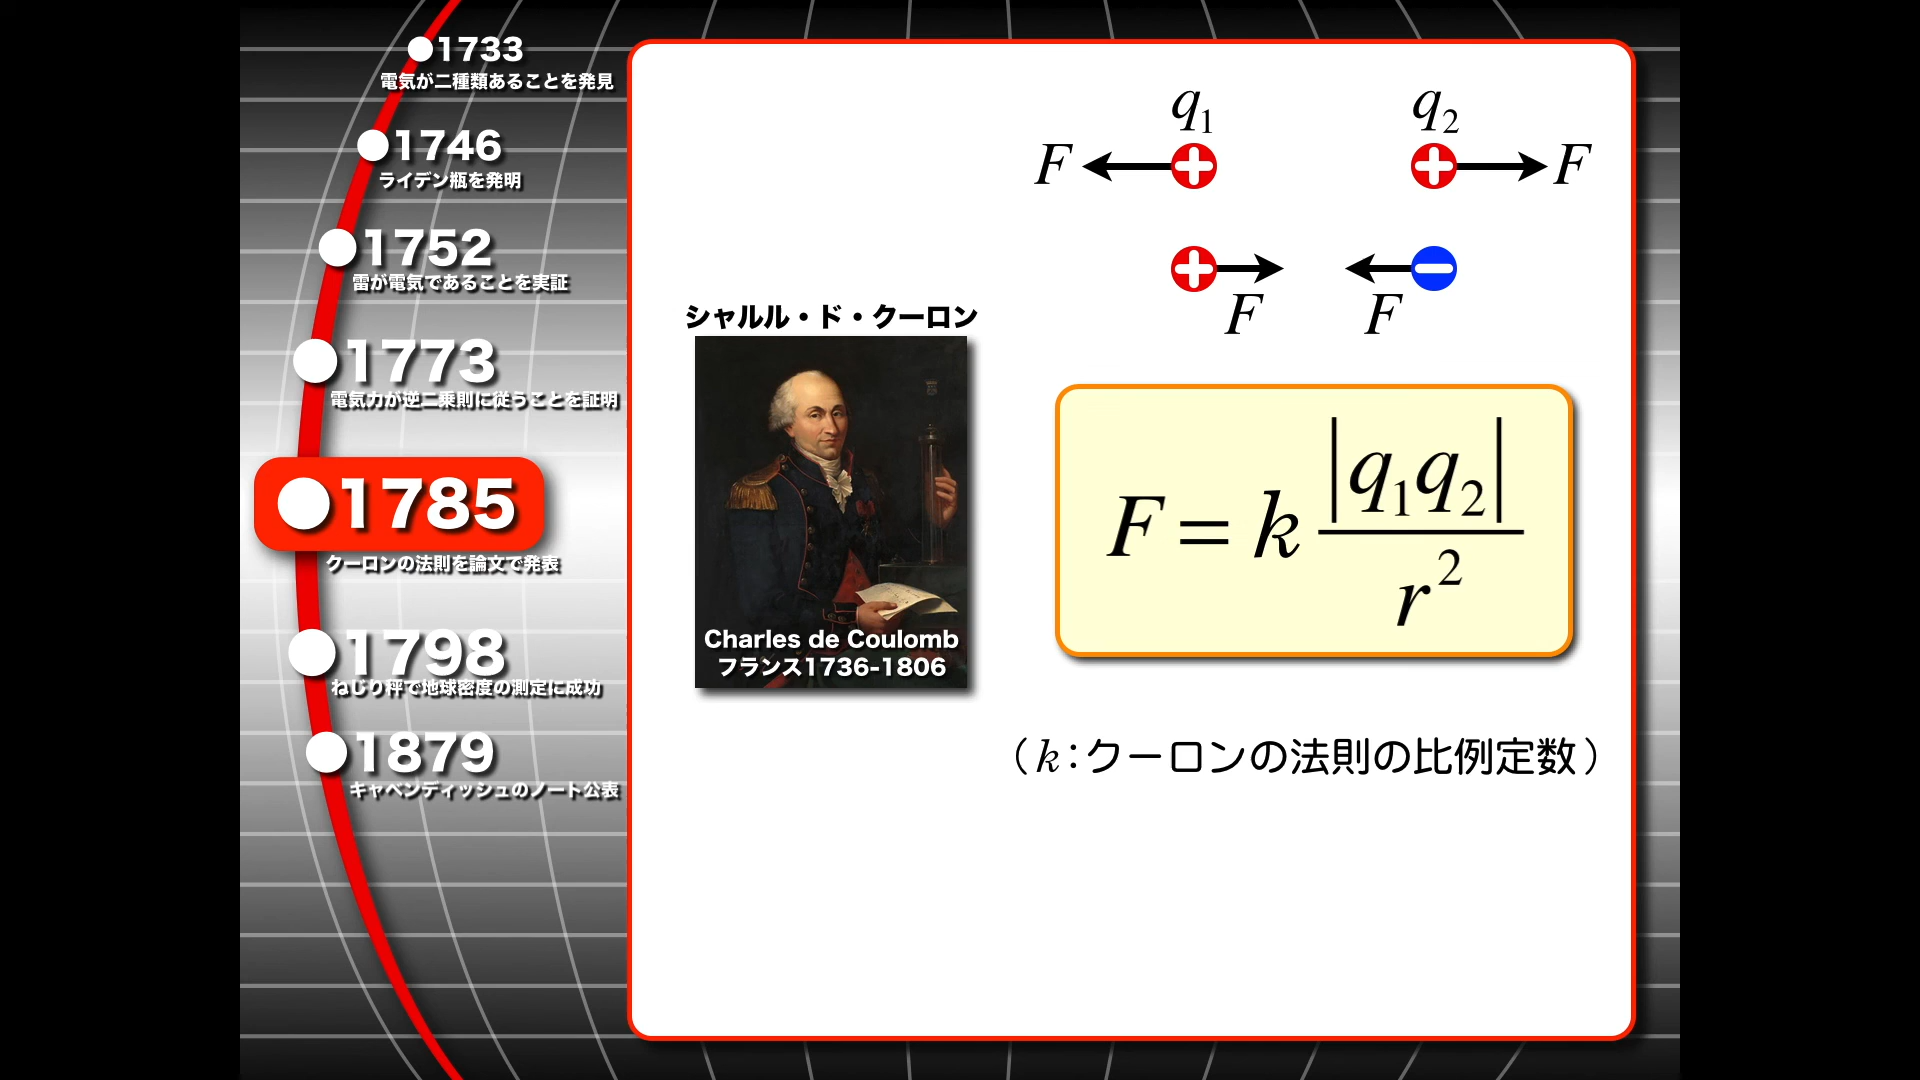 1733
電気が二種類あることを発見
1746
ライデン瓶を発明
1752
雷が電気であることを実証
1773
電気力が逆二乗則に従うことを証明
1785
クーロンの法則を論文で発表
1798
ねじり秤で地球密度の測定に成功
1879
キャベンディッシュのノート公表
シャルル・ド・クーロン
Charles de Coulomb
フランス1736-1806
q₁ q₂
F F
F F
F = k |q₁q₂| / r²
（k：クーロンの法則の比例定数）